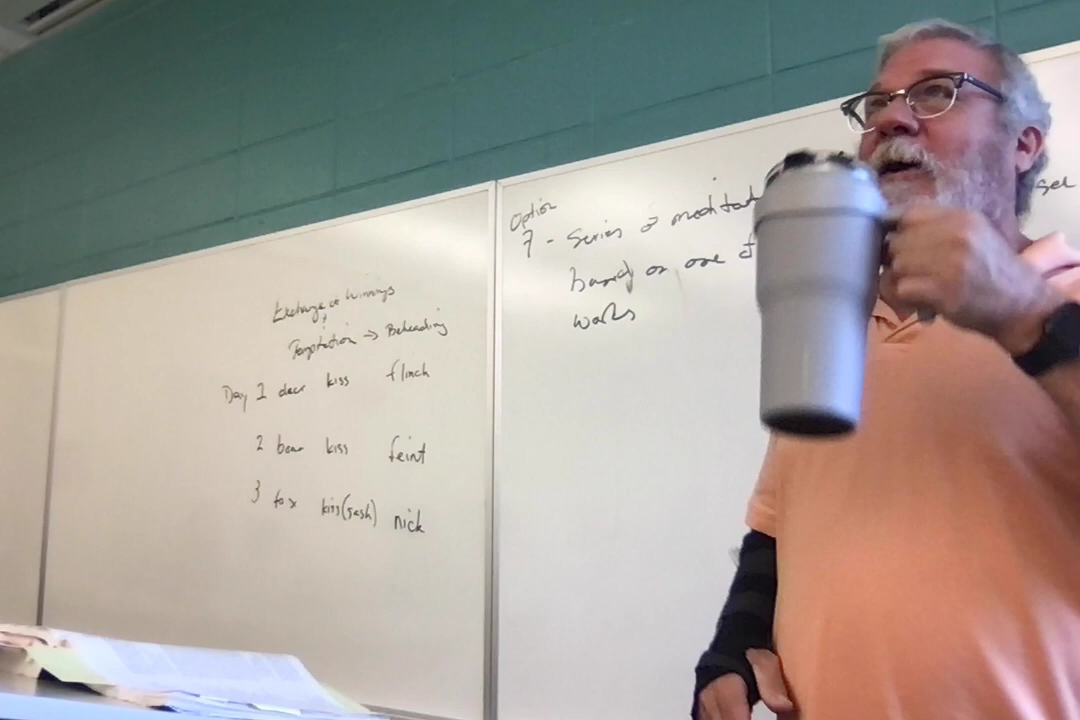 Exchange of Winnings
Temptation → Beheading
Day 1 deer kiss flinch
2 boar kiss feint
3 fox kiss(sash) nick
Option
7 - Series of meditat
based on one of
works